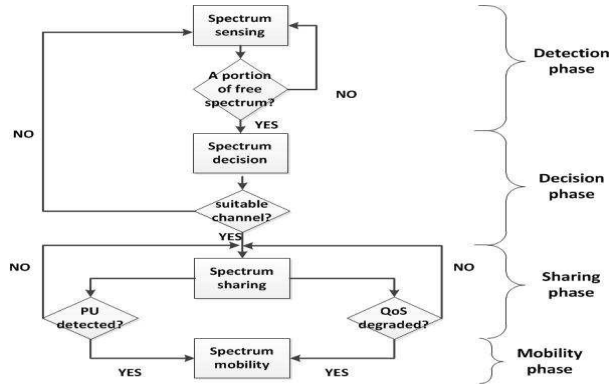 Spectrum
sensing
Detection
phase
A portion
of free
spectrum?
NO
YES
NO
Spectrum
decision
Decision
phase
suitable
channel?
YES
NO
NO
Spectrum
sharing
Sharing
phase
PU
detected?
QoS
degraded?
YES
Spectrum
mobility
YES
Mobility
phase